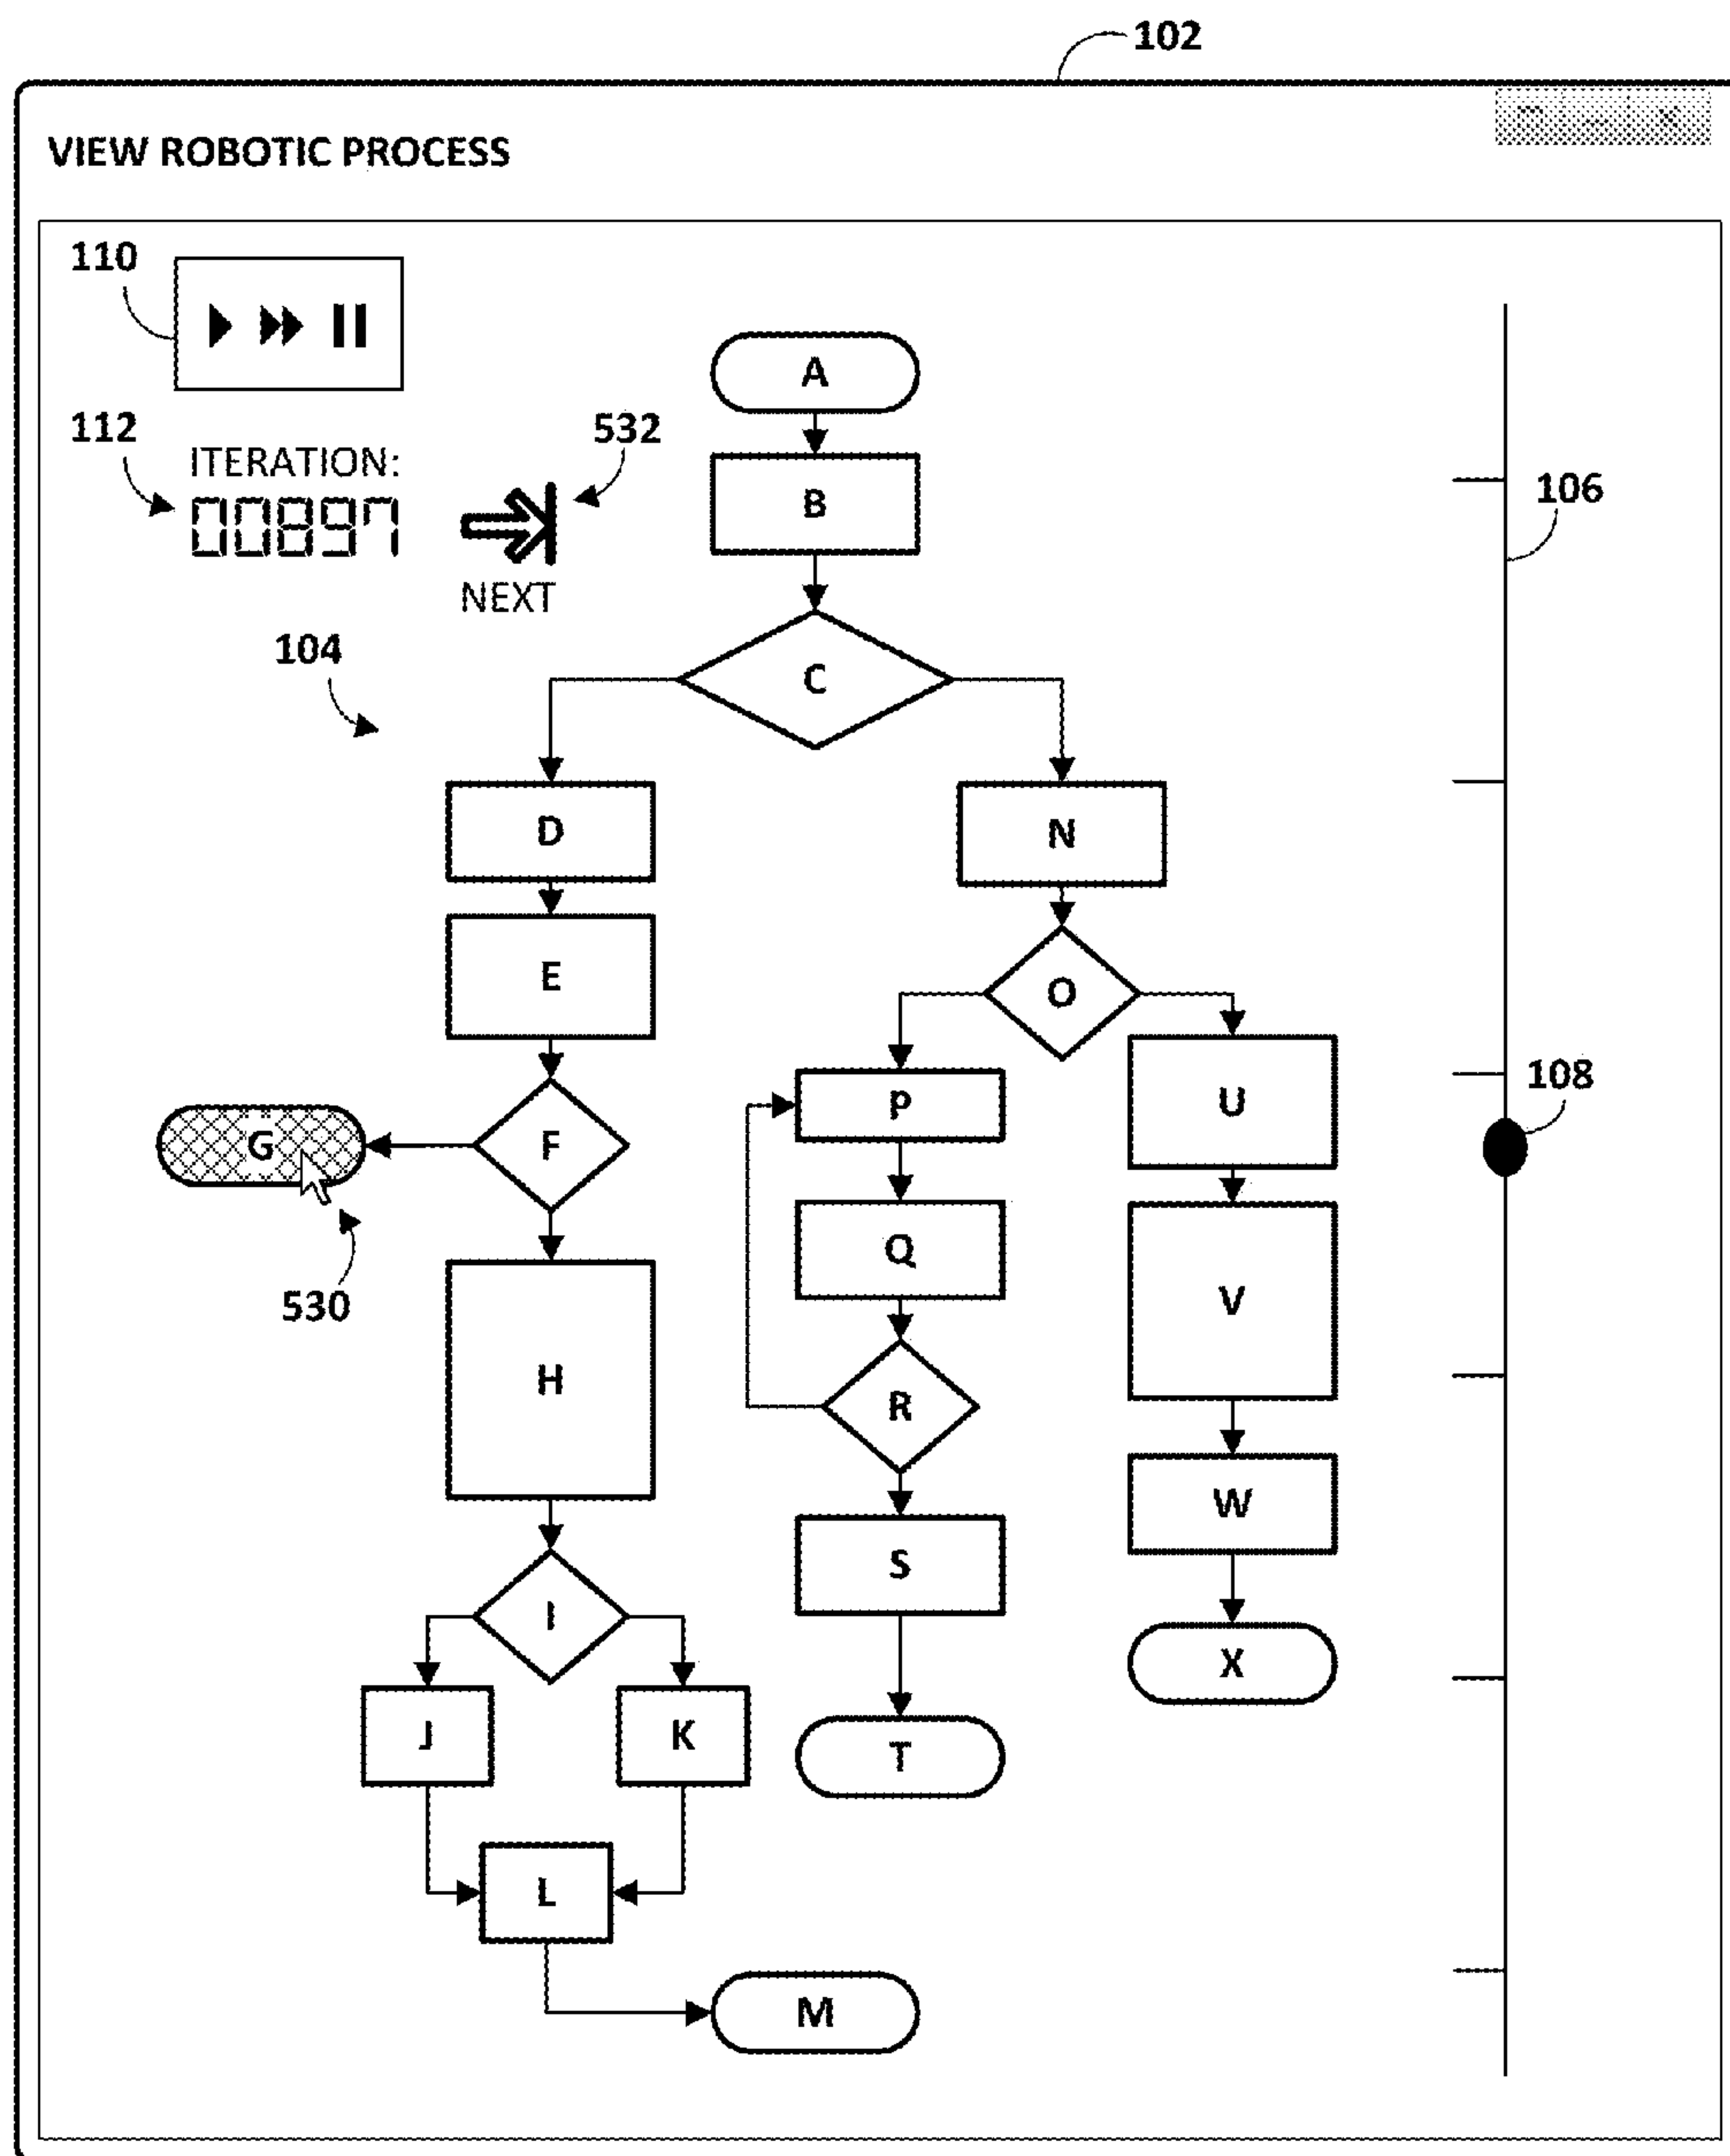 102
VIEW ROBOTIC PROCESS
110
A
112
532
ITERATION:
00897
B
106
NEXT
104
C
D
N
E
O
108
P
U
G
F
Q
530
V
H
R
W
S
I
X
J
K
T
L
M